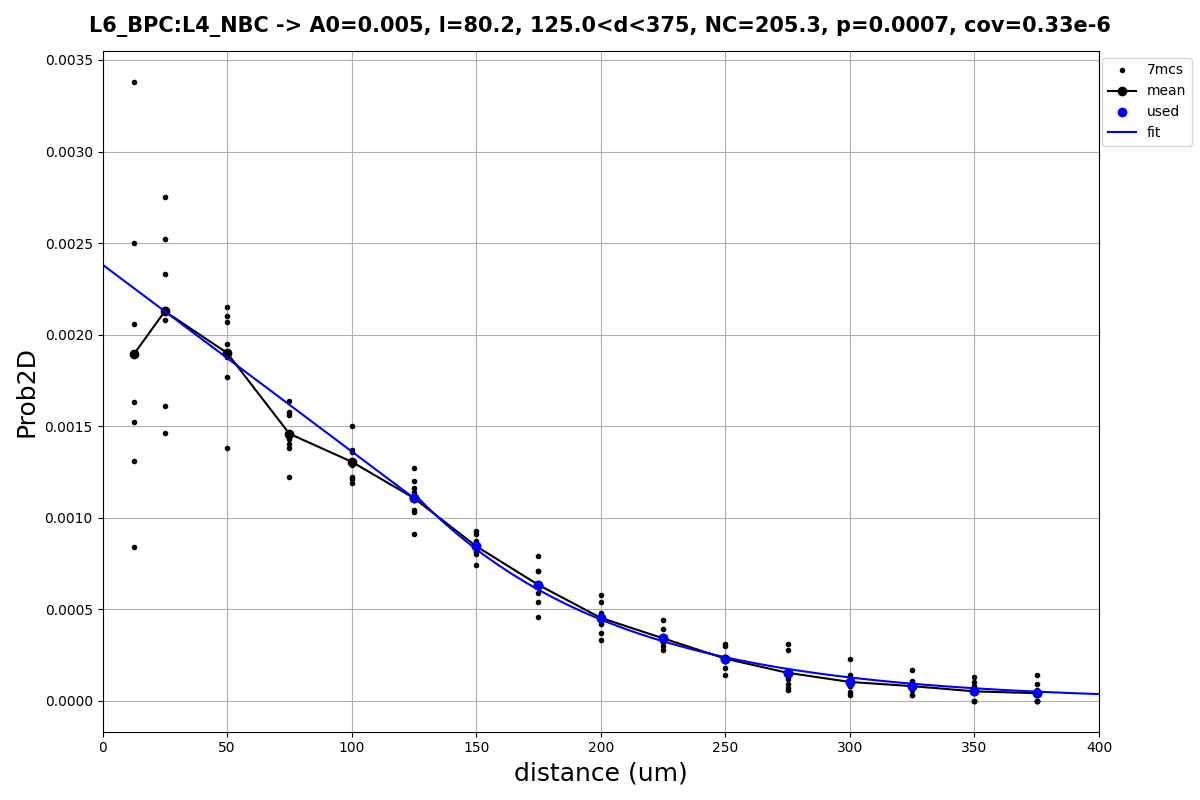 L6_BPC:L4_NBC -> A0=0.005, l=80.2, 125.0<d<375, NC=205.3, p=0.0007, cov=0.33e-6
7mcs
mean
used
fit
Prob2D
0.0035
0.0030
0.0025
0.0020
0.0015
0.0010
0.0005
0.0000
0 50 100 150 200 250 300 350 400
distance (um)